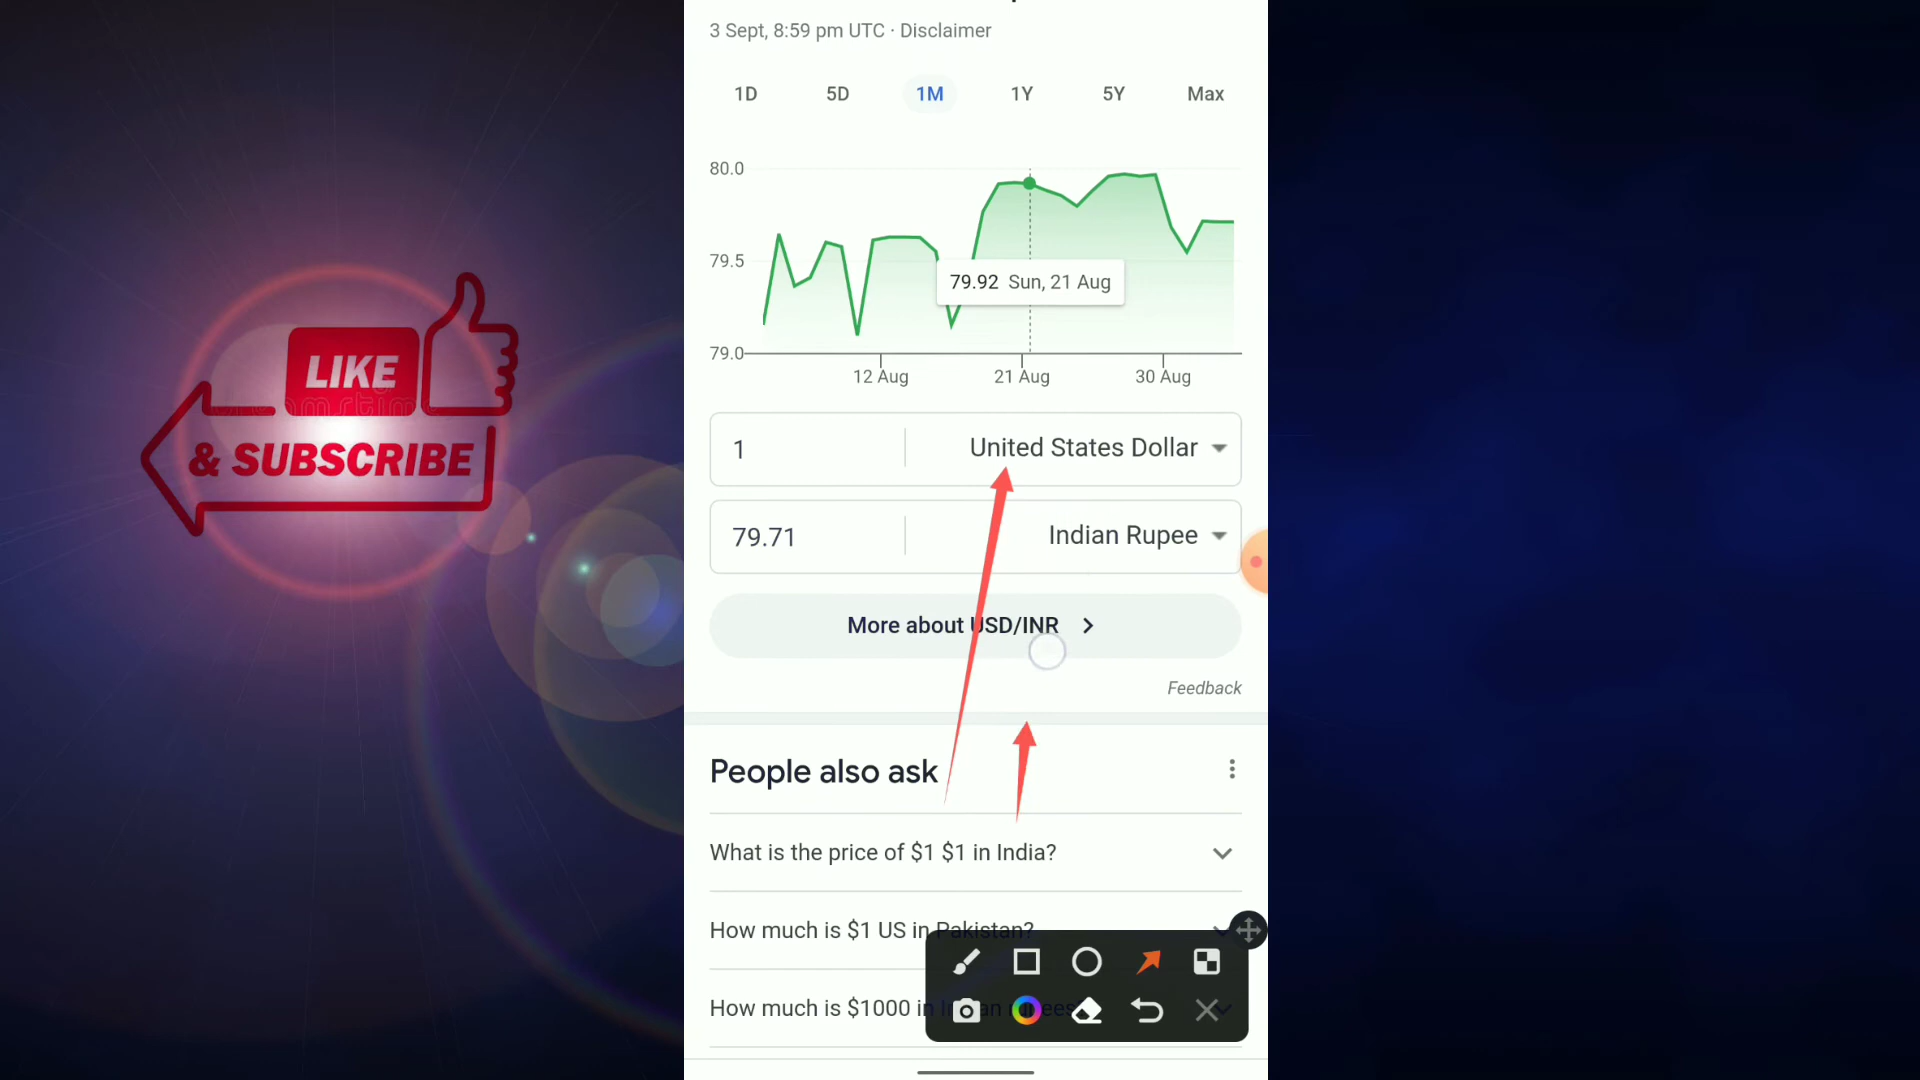 3 Sept, 8:59 pm UTC · Disclaimer
1D 5D 1M 1Y 5Y Max
80.0
79.5
79.0
79.92 Sun, 21 Aug
12 Aug 21 Aug 30 Aug
LIKE
& SUBSCRIBE
1 United States Dollar
79.71 Indian Rupee
More about USD/INR
Feedback
People also ask
What is the price of $1 $1 in India?
How much is $1 US in Pakistan?
How much is $1000 in Indian rupees